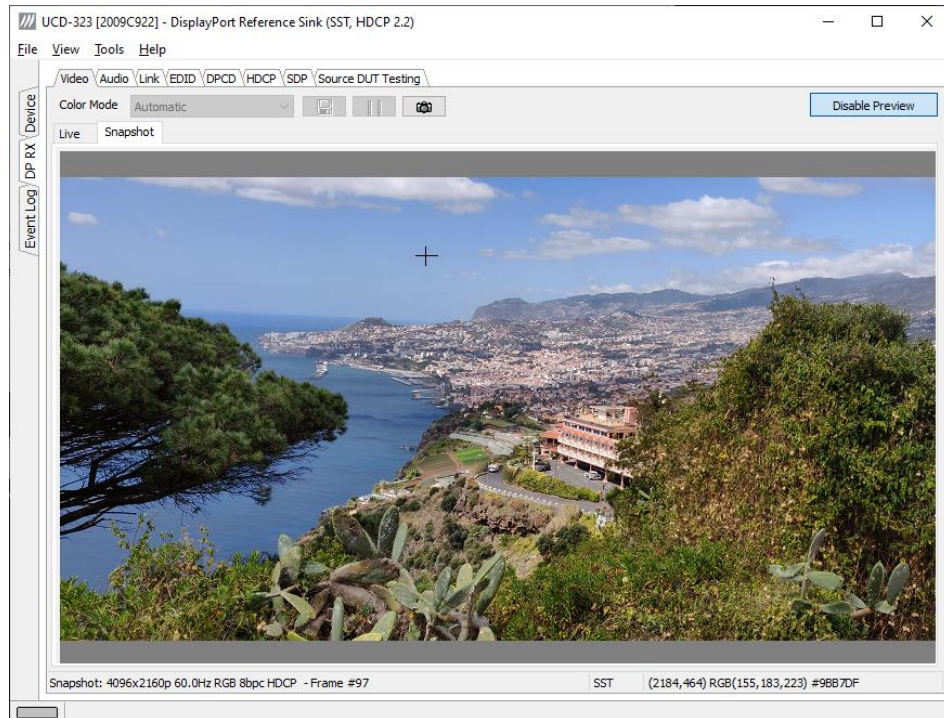 UCD-323 [2009C922] - DisplayPort Reference Sink (SST, HDCP 2.2)
File View Tools Help
Video Audio Link EDID DPCD HDCP SDP Source DUT Testing
Color Mode Automatic Disable Preview
Live Snapshot
Device
DP RX
Event Log
Snapshot: 4096x2160p 60.0Hz RGB 8bpc HDCP - Frame #97 SST (2184,464) RGB(155,183,223) #9BB7DF